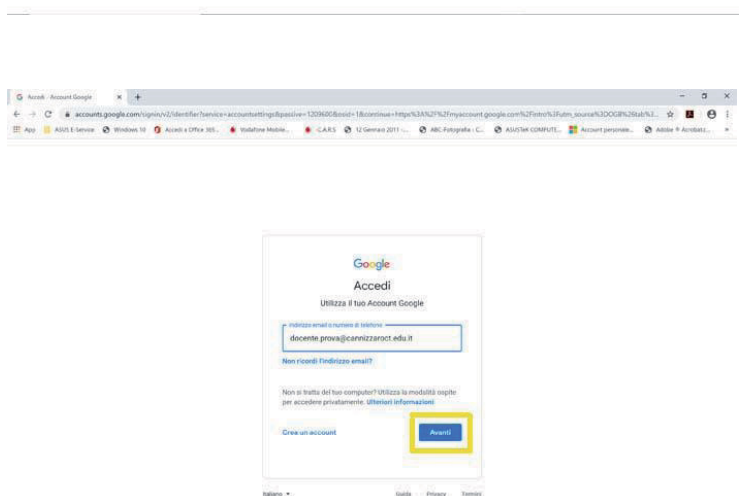 Accedi - Account Google
accounts.google.com/signin/v2/identifier?service=accountsettings&passive=1209600&osid=1&continue=https%3A%2F%2Fmyaccount.google.com%2Fintro%3Futm_source%3DOGB%26tab%3...
App ASUS E-Service Windows 10 Accedi a Office 365.. Vodafone Mobile... C.A.R.S 12 Gennaio 2011 -... ABC-Fotografia : C... ASUSTeK COMPUTE... Account personale... Adobe
Google
Accedi
Utilizza il tuo Account Google
Indirizzo email o numero di telefono
docente.prova@cannizzaroct.edu.it
Non ricordi l'indirizzo email?
Non si tratta del tuo computer? Utilizza la modalità ospite
per accedere privatamente. Ulteriori informazioni
Crea un account Avanti
Italiano Guida Privacy Termini